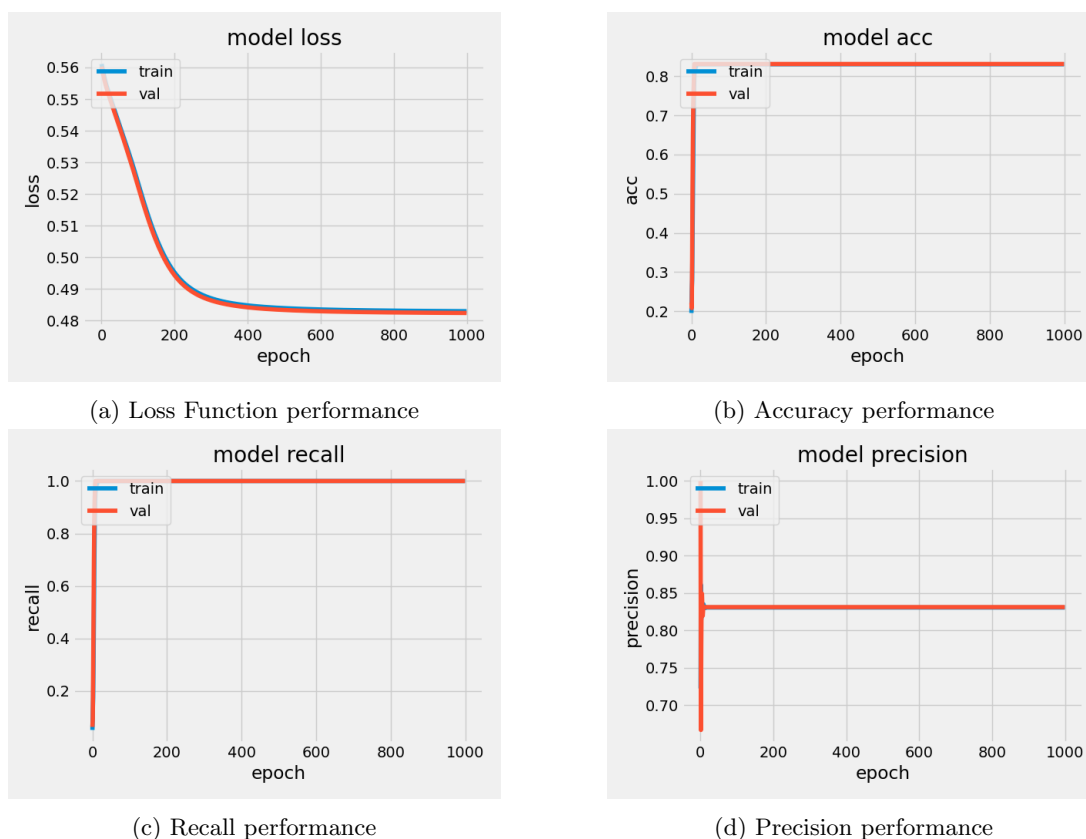 model loss
train
val
0.56
0.55
0.54
0.53
0.52
0.51
0.50
0.49
0.48
loss
0 200 400 600 800 1000
epoch
(a) Loss Function performance
model acc
train
val
0.8
0.7
0.6
0.5
0.4
0.3
0.2
acc
0 200 400 600 800 1000
epoch
(b) Accuracy performance
model recall
train
val
1.0
0.8
0.6
0.4
0.2
recall
0 200 400 600 800 1000
epoch
(c) Recall performance
model precision
train
val
1.00
0.95
0.90
0.85
0.80
0.75
0.70
precision
0 200 400 600 800 1000
epoch
(d) Precision performance